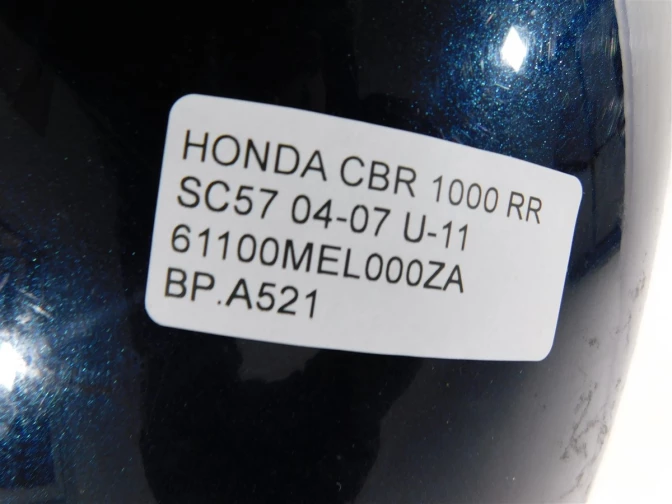 HONDA CBR 1000 RR
SC57 04-07 U-11
61100MEL000ZA
BP.A521